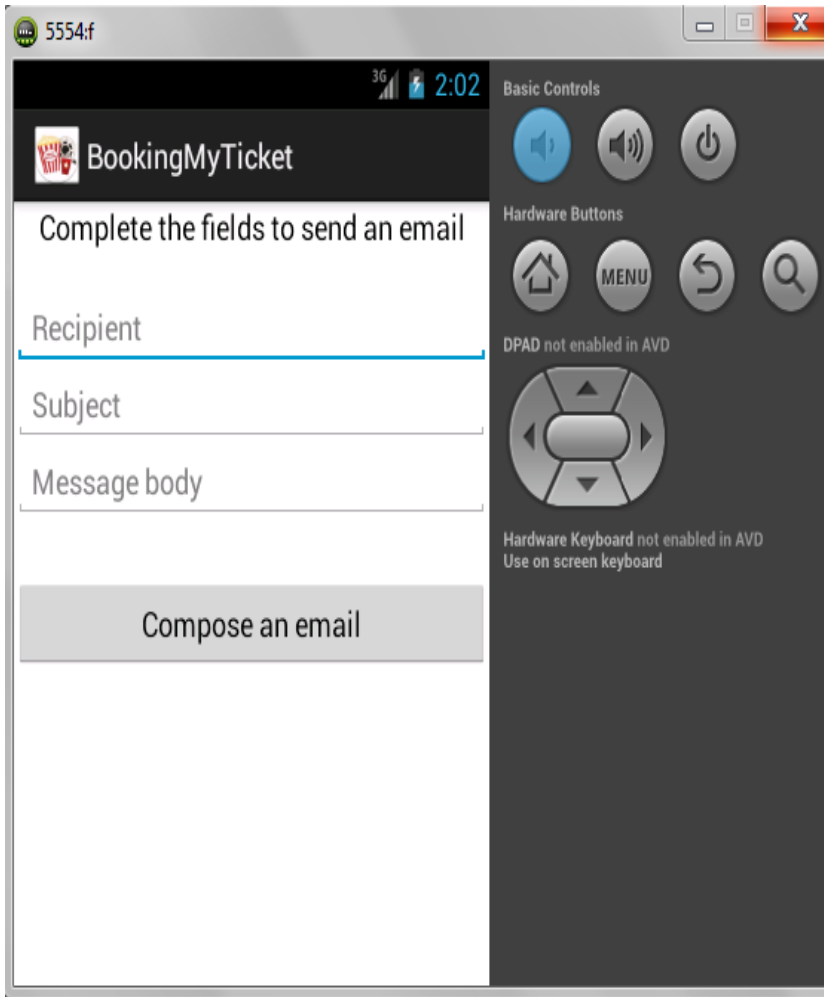 5554:f
3G 2:02
BookingMyTicket
Complete the fields to send an email
Recipient
Subject
Message body
Compose an email
Basic Controls
Hardware Buttons
MENU
DPAD not enabled in AVD
Hardware Keyboard not enabled in AVD
Use on screen keyboard